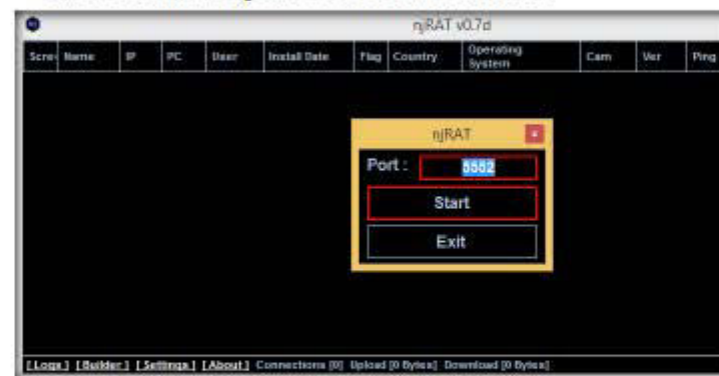 njRAT v0.7d
Scre Name IP PC User Install Date Flag Country Operating System Cam Ver Ping
njRAT
Port : 5552
Start
Exit
[Logs] [Builder] [Settings] [About] Connections [0] Upload [0 Bytes] Download [0 Bytes]